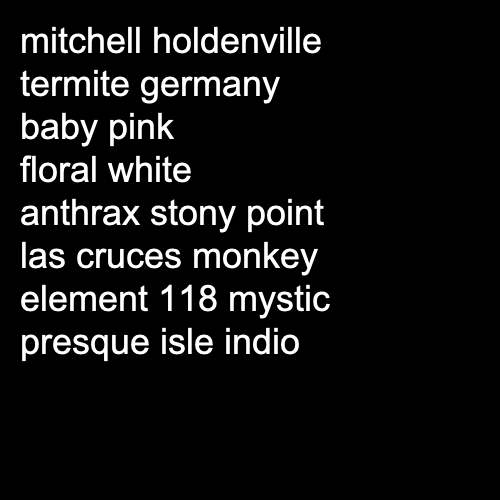 mitchell holdenville
termite germany
baby pink
floral white
anthrax stony point
las cruces monkey
element 118 mystic
presque isle indio